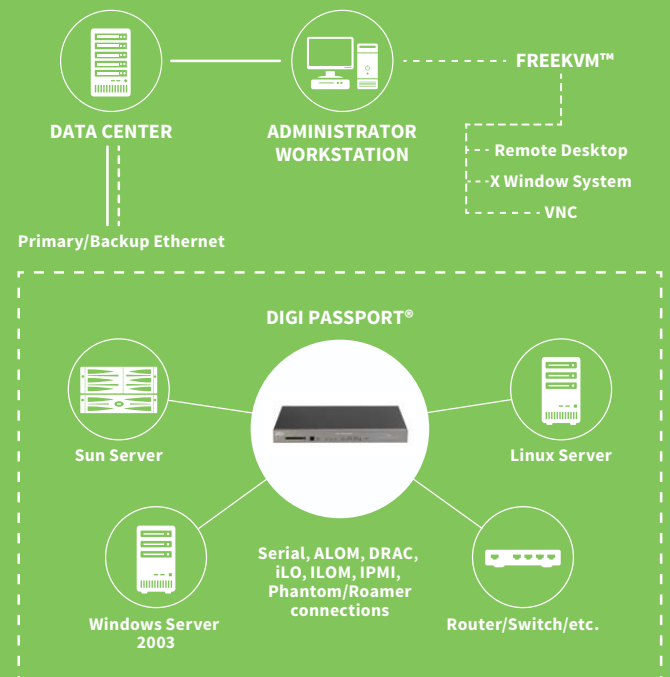 FREEKVM™
DATA CENTER
ADMINISTRATOR
WORKSTATION
Remote Desktop
X Window System
VNC
Primary/Backup Ethernet
DIGI PASSPORT®
Sun Server
Linux Server
Serial, ALOM, DRAC,
iLO, ILOM, IPMI,
Phantom/Roamer
connections
Windows Server
2003
Router/Switch/etc.